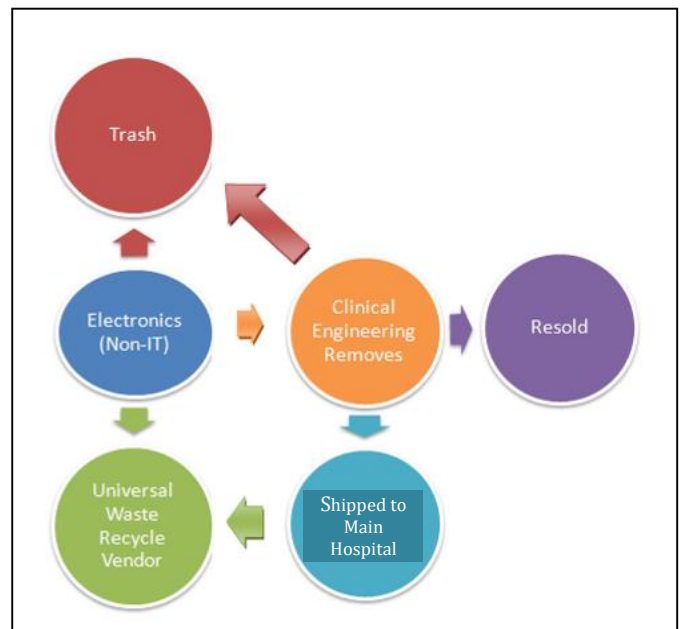 Trash
Electronics
(Non-IT)
Clinical
Engineering
Removes
Resold
Universal
Waste
Recycle
Vendor
Shipped to
Main
Hospital